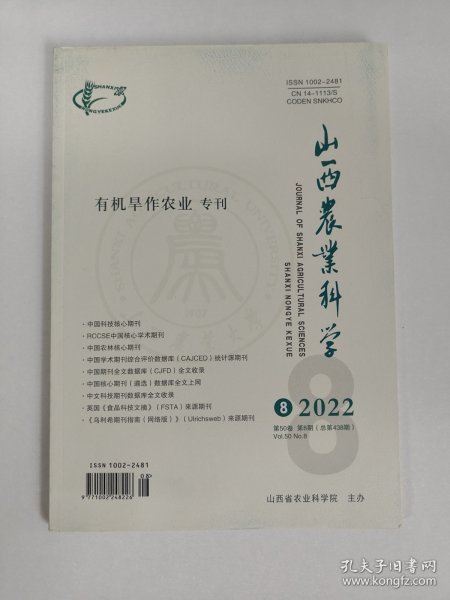 SHANXI
NONGYEKEXUE
ISSN 1002-2481
CN 14-1113/S
CODEN SNKHCO
山西农业科学
JOURNAL OF SHANXI AGRICULTURAL SCIENCES
SHANXI NONGYE KEXUE
有机旱作农业 专刊
·中国科技核心期刊
·RCCSE中国核心学术期刊
·中国农林核心期刊
·中国学术期刊综合评价数据库(CAJCED)统计源期刊
·中国期刊全文数据库(CJFD)全文收录
·中国核心期刊(遴选)数据库全文上网
·中文科技期刊数据库全文收录
·英国《食品科技文摘》(FSTA)来源期刊
·《乌利希期刊指南(网络版)》(Ulrichsweb)来源期刊
8
8 2022
第50卷 第8期(总第438期)
Vol.50 No.8
ISSN 1002-2481
08
9 771002 248226
山西省农业科学院 主办
孔夫子旧书网
www.kongfz.com